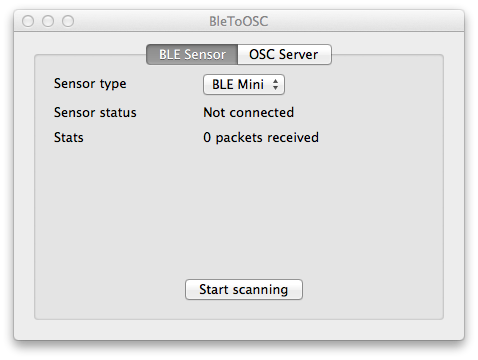 BleToOSC
BLE Sensor OSC Server
Sensor type BLE Mini
Sensor status Not connected
Stats 0 packets received
Start scanning